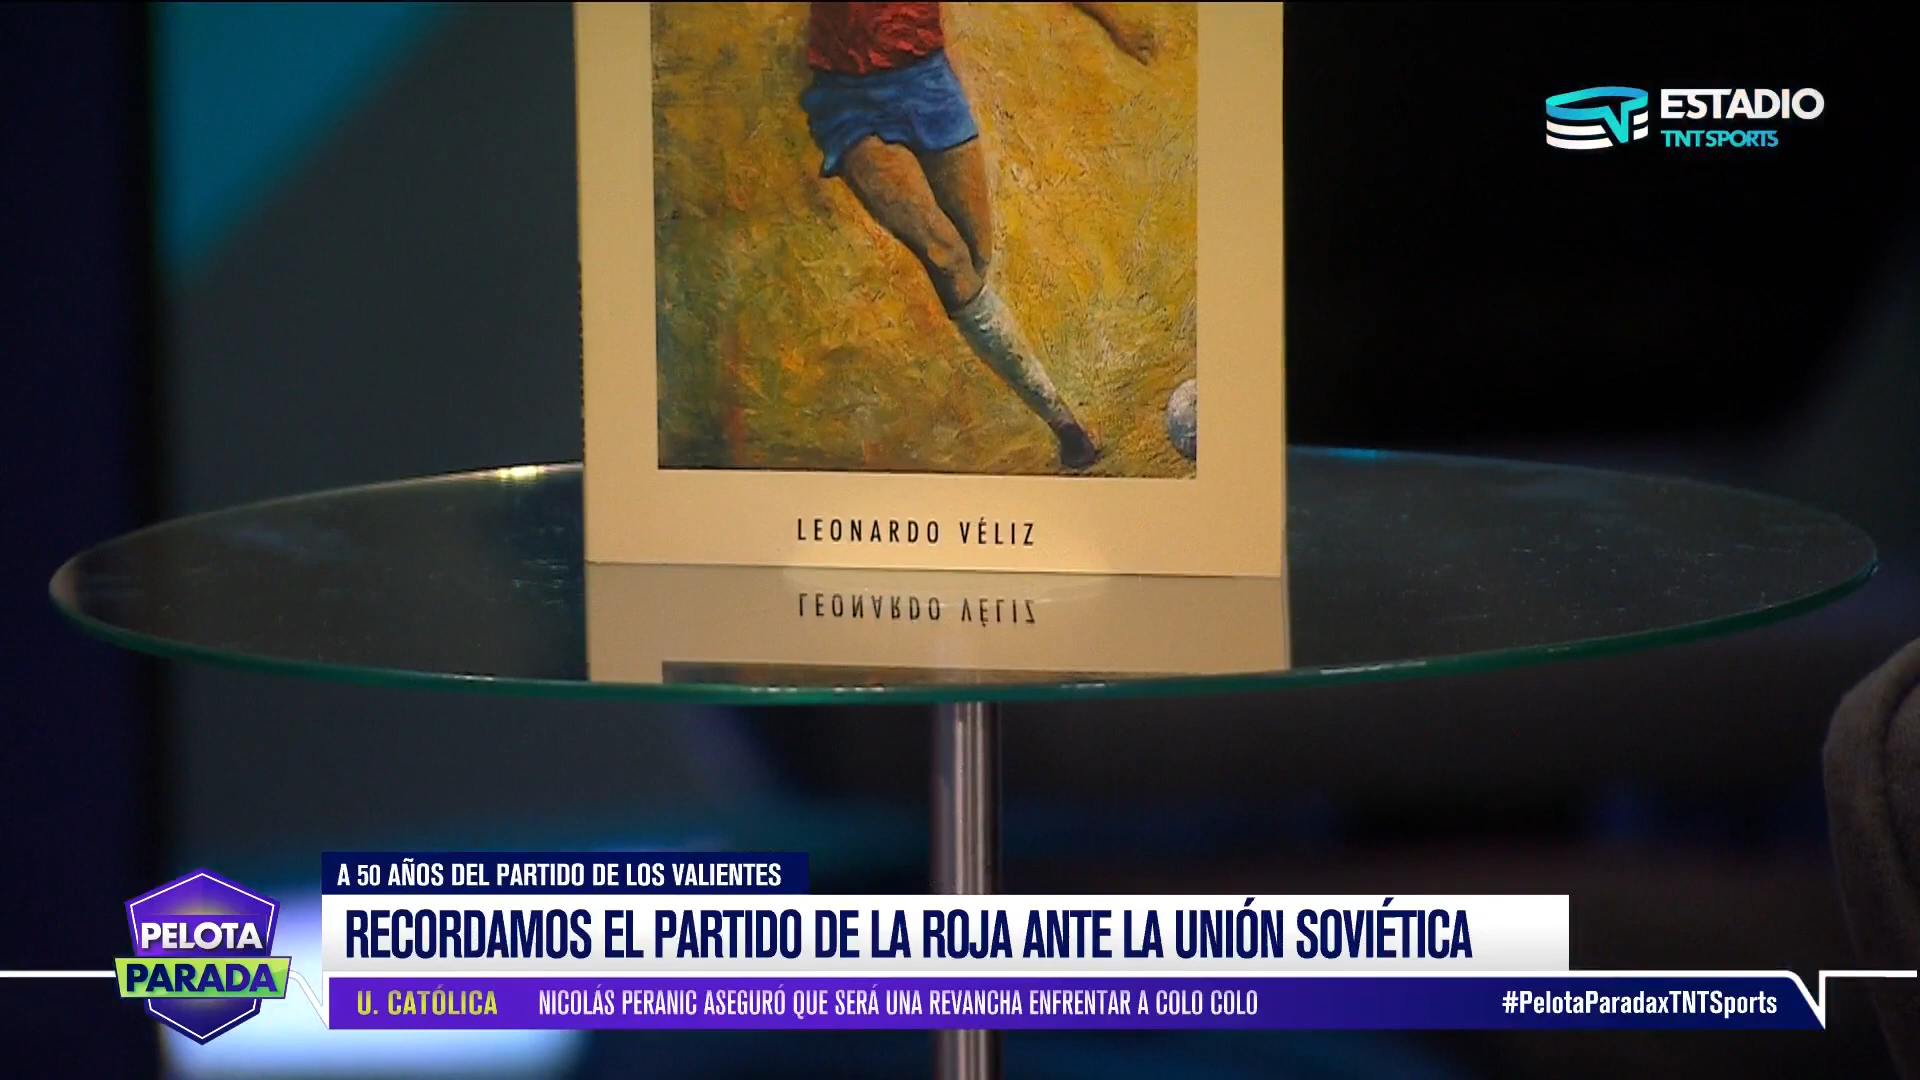 ESTADIO
TNT SPORTS
LEONARDO VÉLIZ
LEONARDO VÉLIZ
A 50 AÑOS DEL PARTIDO DE LOS VALIENTES
RECORDAMOS EL PARTIDO DE LA ROJA ANTE LA UNIÓN SOVIÉTICA
PELOTA
PARADA
U. CATÓLICA NICOLÁS PERANIC ASEGURÓ QUE SERÁ UNA REVANCHA ENFRENTAR A COLO COLO #PelotaParadaxTNTSports